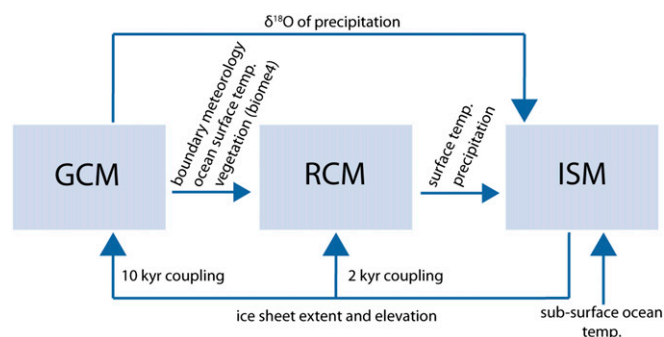 δ¹⁸O of precipitation
GCM
boundary meteorology
ocean surface temp.
vegetation (biome4)
RCM
surface temp.
precipitation
ISM
10 kyr coupling
2 kyr coupling
ice sheet extent and elevation
sub-surface ocean
temp.